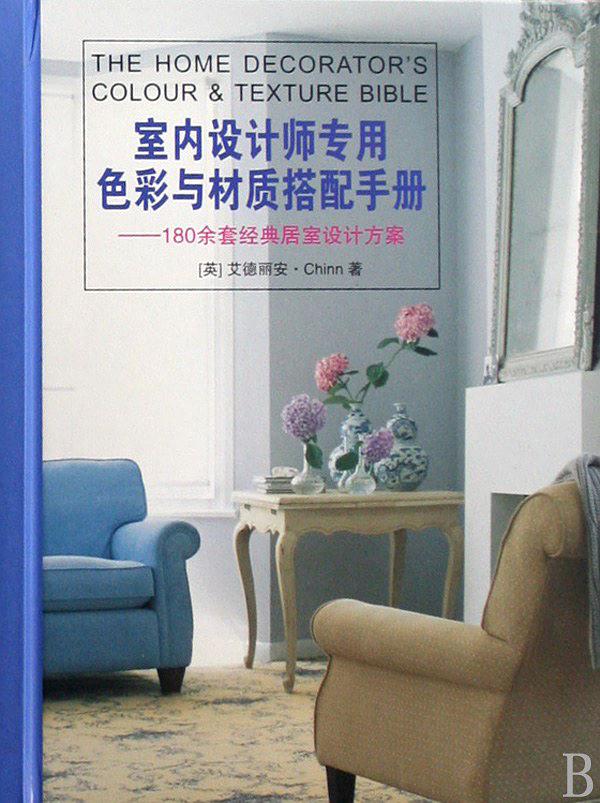 THE HOME DECORATOR'S
COLOUR & TEXTURE BIBLE
室内设计师专用
色彩与材质搭配手册
——180余套经典居室设计方案
[英] 艾德丽安·Chinn 著
B